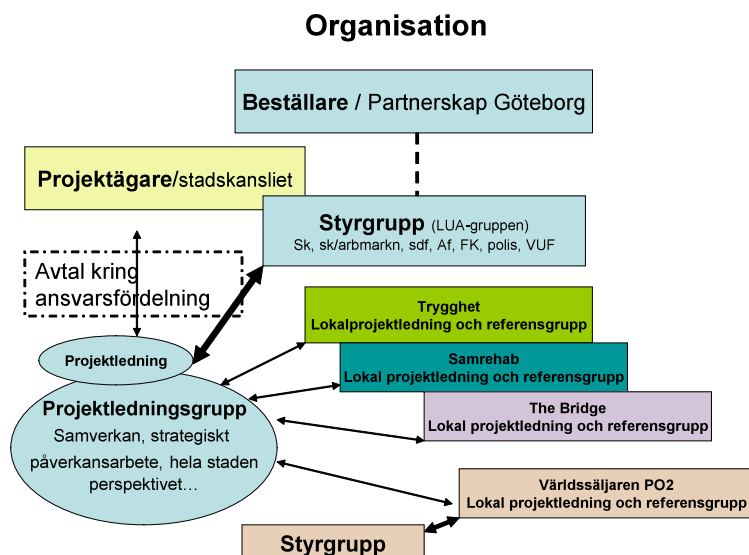 Organisation
Beställare / Partnerskap Göteborg
Projektägare/stadskansliet
Styrgrupp (LUA-gruppen)
Sk, sk/arbmarkn, sdf, Af, FK, polis, VUF
Avtal kring
ansvarsfördelning
Trygghet
Lokalprojektledning och referensgrupp
Projektledning
Samrehab
Lokal projektledning och referensgrupp
Projektledningsgrupp
Samverkan, strategiskt
påverkansarbete, hela staden
perspektivet...
The Bridge
Lokal projektledning och referensgrupp
Världssäljaren PO2
Lokal projektledning och referensgrupp
Styrgrupp